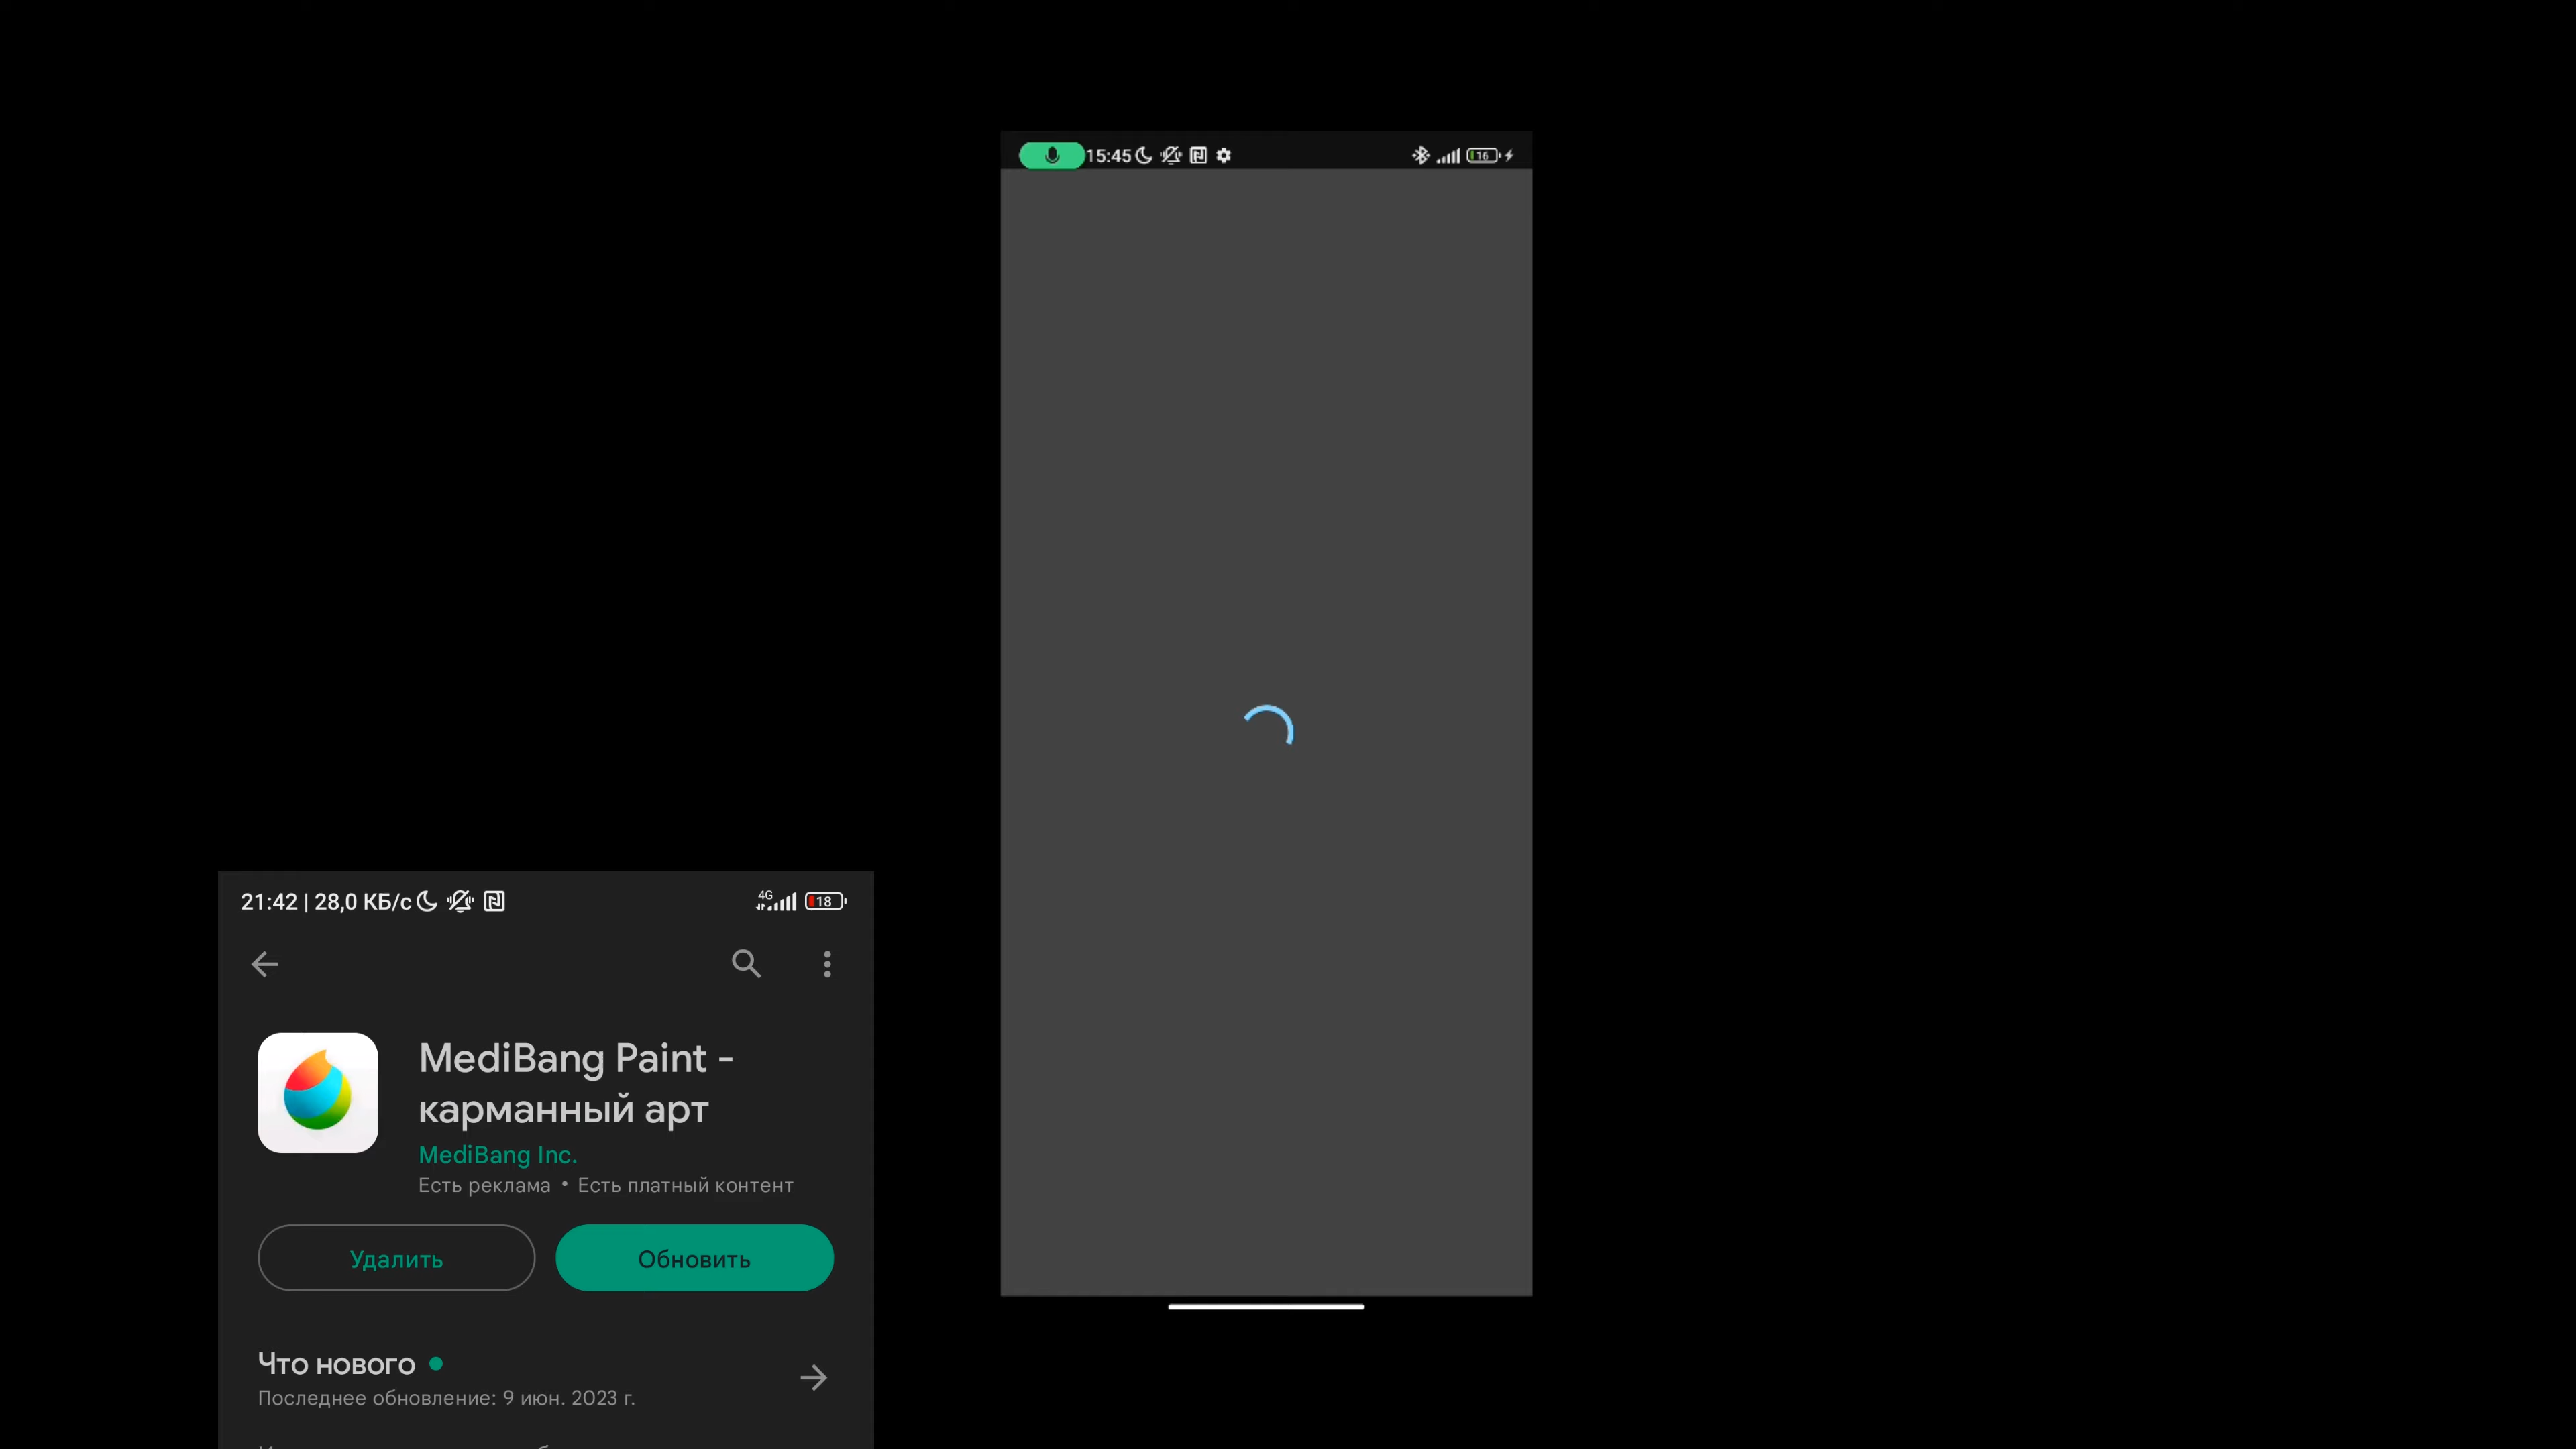 15:45
16
21:42 | 28,0 КБ/с
4G
18
MediBang Paint -
карманный арт
MediBang Inc.
Есть реклама • Есть платный контент
Удалить
Обновить
Что нового
Последнее обновление: 9 июн. 2023 г.